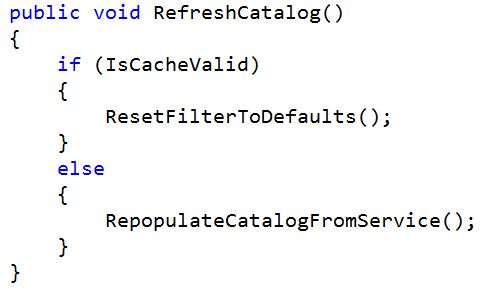 public void RefreshCatalog()
{
    if (IsCacheValid)
    {
        ResetFilterToDefaults();
    }
    else
    {
        RepopulateCatalogFromService();
    }
}